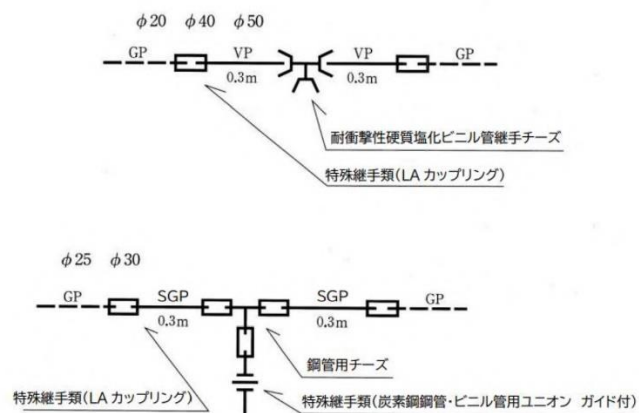 φ20 φ40 φ50
GP VP VP GP
0.3m 0.3m
耐衝撃性硬質塩化ビニル管継手チーズ
特殊継手類(LAカップリング)
φ25 φ30
GP SGP SGP GP
0.3m 0.3m
鋼管用チーズ
特殊継手類(LAカップリング)
特殊継手類(炭素鋼鋼管・ビニル管用ユニオン ガイド付)